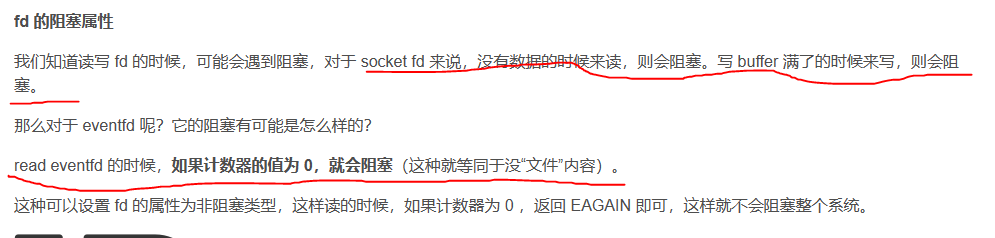 fd 的阻塞属性
我们知道读写 fd 的时候，可能会遇到阻塞，对于 socket fd 来说，没有数据的时候来读，则会阻塞。写 buffer 满了的时候来写，则会阻
塞。
那么对于 eventfd 呢？它的阻塞有可能是怎么样的？
read eventfd 的时候，如果计数器的值为 0，就会阻塞（这种就等同于没“文件”内容）。
这种可以设置 fd 的属性为非阻塞类型，这样读的时候，如果计数器为 0 ，返回 EAGAIN 即可，这样就不会阻塞整个系统。